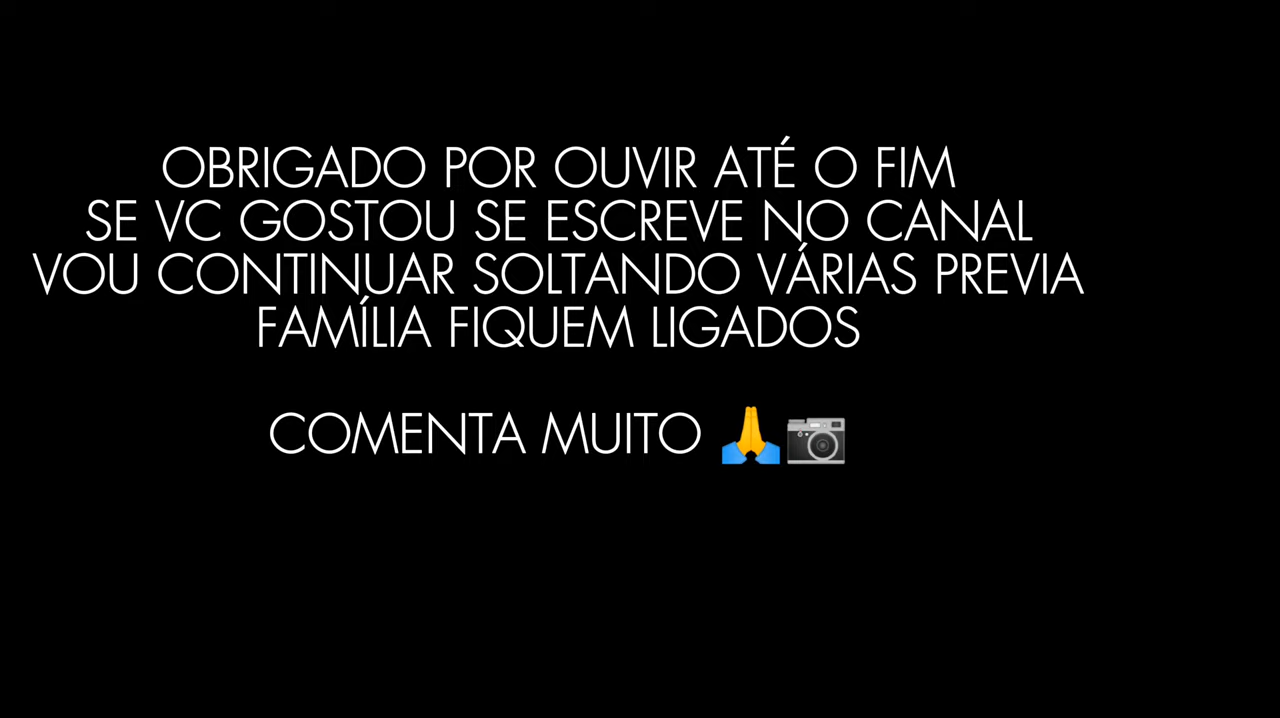 OBRIGADO POR OUVIR ATÉ O FIM
SE VC GOSTOU SE ESCREVE NO CANAL
VOU CONTINUAR SOLTANDO VÁRIAS PREVIA
FAMÍLIA FIQUEM LIGADOS
COMENTA MUITO 🙏📷